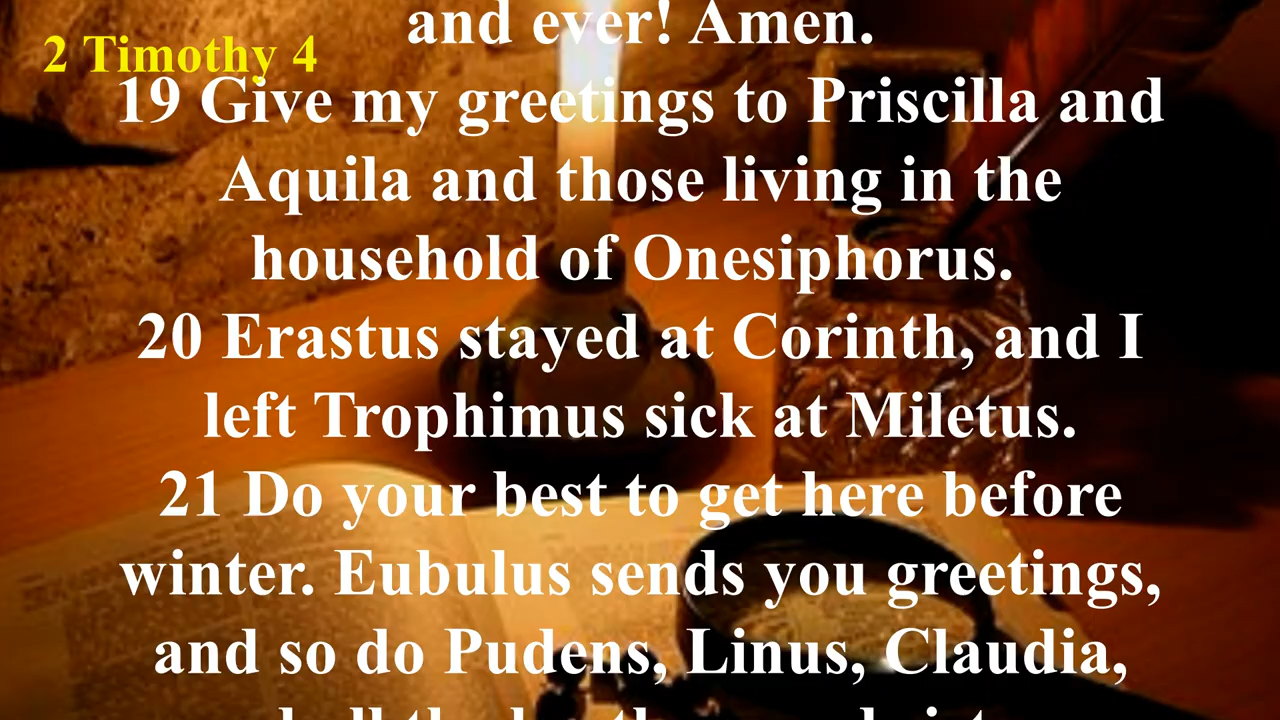 and ever! Amen.
2 Timothy 4
19 Give my greetings to Priscilla and
Aquila and those living in the
household of Onesiphorus.
20 Erastus stayed at Corinth, and I
left Trophimus sick at Miletus.
21 Do your best to get here before
winter. Eubulus sends you greetings,
and so do Pudens, Linus, Claudia,